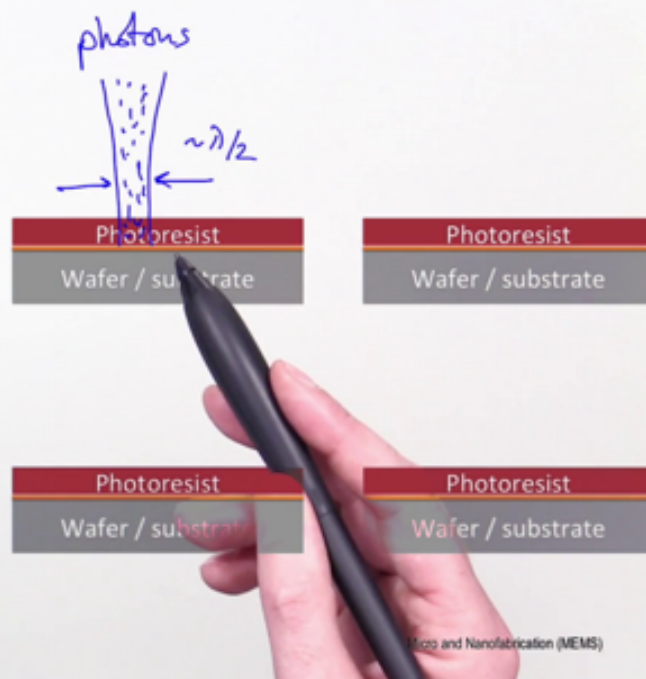 photons
~λ/2
Photoresist
Photoresist
Wafer / substrate
Wafer / substrate
Photoresist
Photoresist
Wafer / substrate
Wafer / substrate
Micro and Nanofabrication (MEMS)